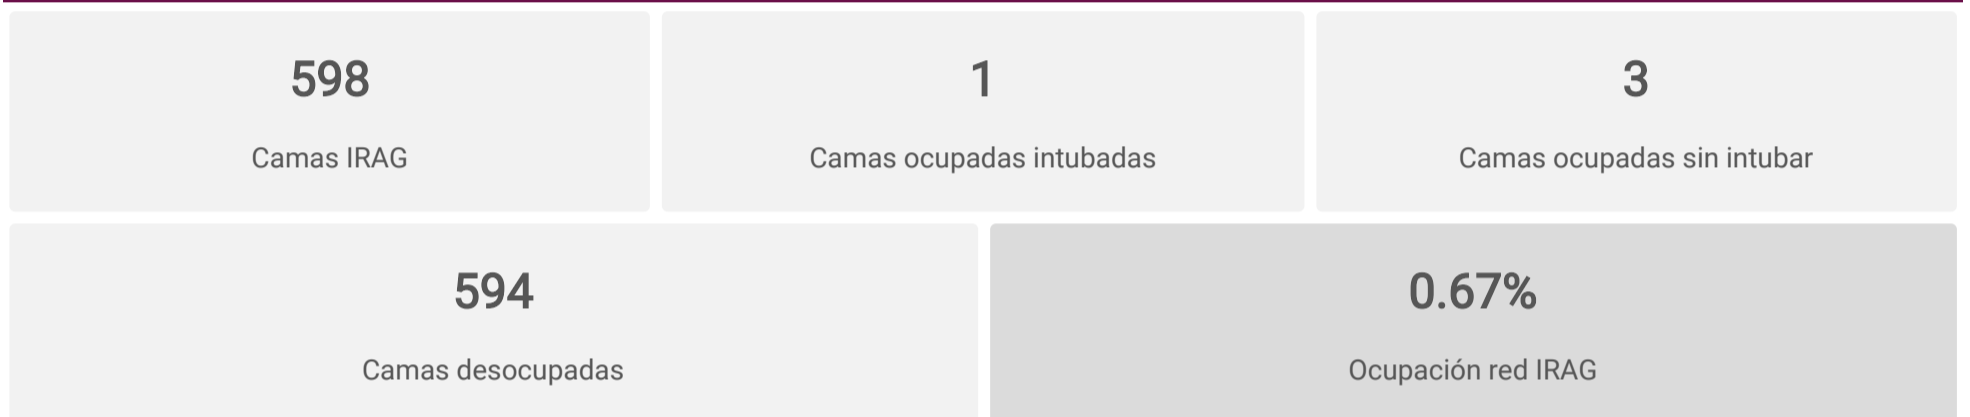 598
Camas IRAG
1
Camas ocupadas intubadas
3
Camas ocupadas sin intubar
594
Camas desocupadas
0.67%
Ocupación red IRAG